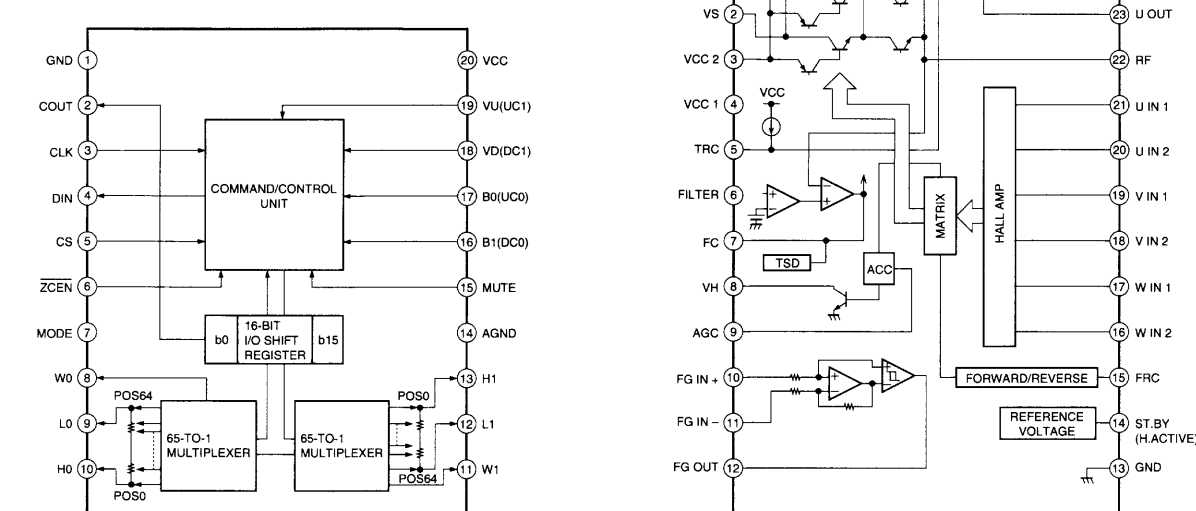 GND 1
COUT 2
CLK 3
DIN 4
CS 5
ZCEN 6
MODE 7
W0 8
L0 9
H0 10
20 VCC
19 VU(UC1)
18 VD(DC1)
17 B0(UC0)
16 B1(DC0)
15 MUTE
14 AGND
13 H1
12 L1
11 W1
COMMAND/CONTROL
UNIT
b0
16-BIT
I/O SHIFT
REGISTER
b15
POS64
POS0
65-TO-1
MULTIPLEXER
65-TO-1
MULTIPLEXER
POS0
POS64
VS 2
VCC 2 3
VCC 1 4
TRC 5
FILTER 6
FC 7
VH 8
AGC 9
FG IN + 10
FG IN − 11
FG OUT 12
23 U OUT
22 RF
21 U IN 1
20 U IN 2
19 V IN 1
18 V IN 2
17 W IN 1
16 W IN 2
15 FRC
14 ST.BY
(H.ACTIVE)
13 GND
VCC
+
−
−
+
TSD
ACC
MATRIX
HALL AMP
+
−
+
−
FORWARD/REVERSE
REFERENCE
VOLTAGE